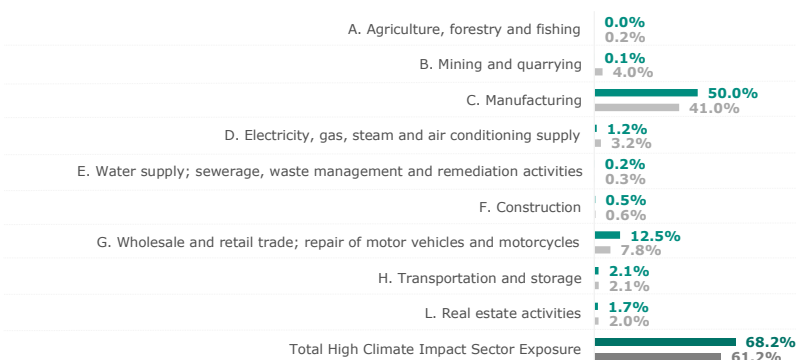 A. Agriculture, forestry and fishing
0.0%
0.2%
B. Mining and quarrying
0.1%
4.0%
C. Manufacturing
50.0%
41.0%
D. Electricity, gas, steam and air conditioning supply
1.2%
3.2%
E. Water supply; sewerage, waste management and remediation activities
0.2%
0.3%
F. Construction
0.5%
0.6%
G. Wholesale and retail trade; repair of motor vehicles and motorcycles
12.5%
7.8%
H. Transportation and storage
2.1%
2.1%
L. Real estate activities
1.7%
2.0%
Total High Climate Impact Sector Exposure
68.2%
61.2%